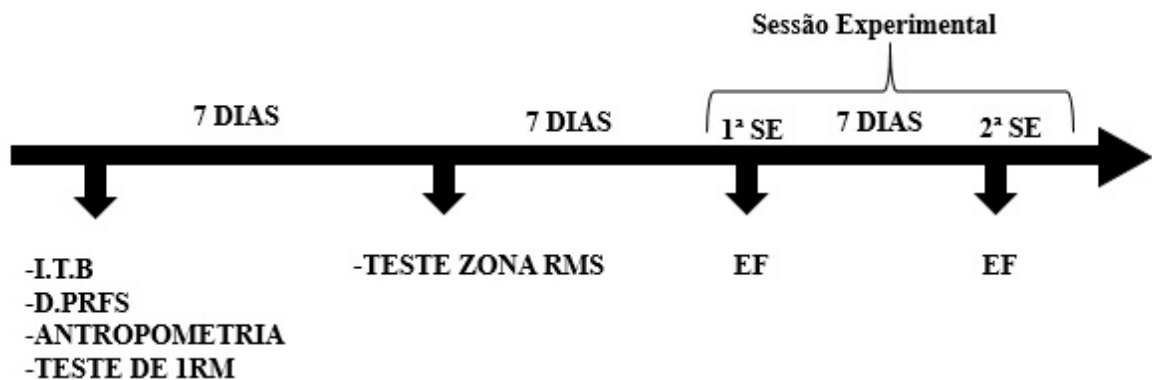 Sessão Experimental
7 DIAS
7 DIAS
1ª SE
7 DIAS
2ª SE
-I.T.B
-D.PRFS
-ANTROPOMETRIA
-TESTE DE 1RM
-TESTE ZONA RMS
EF
EF